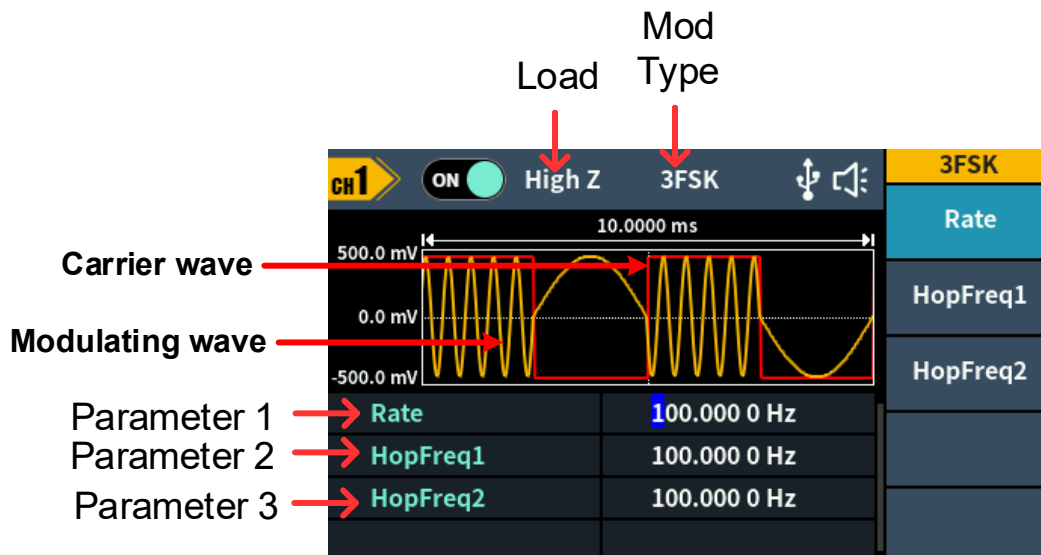 Mod
Type
Load
CH1
ON
High Z
3FSK
3FSK
Rate
HopFreq1
HopFreq2
10.0000 ms
500.0 mV
0.0 mV
-500.0 mV
Carrier wave
Modulating wave
Parameter 1
Rate
100.000 0 Hz
Parameter 2
HopFreq1
100.000 0 Hz
Parameter 3
HopFreq2
100.000 0 Hz